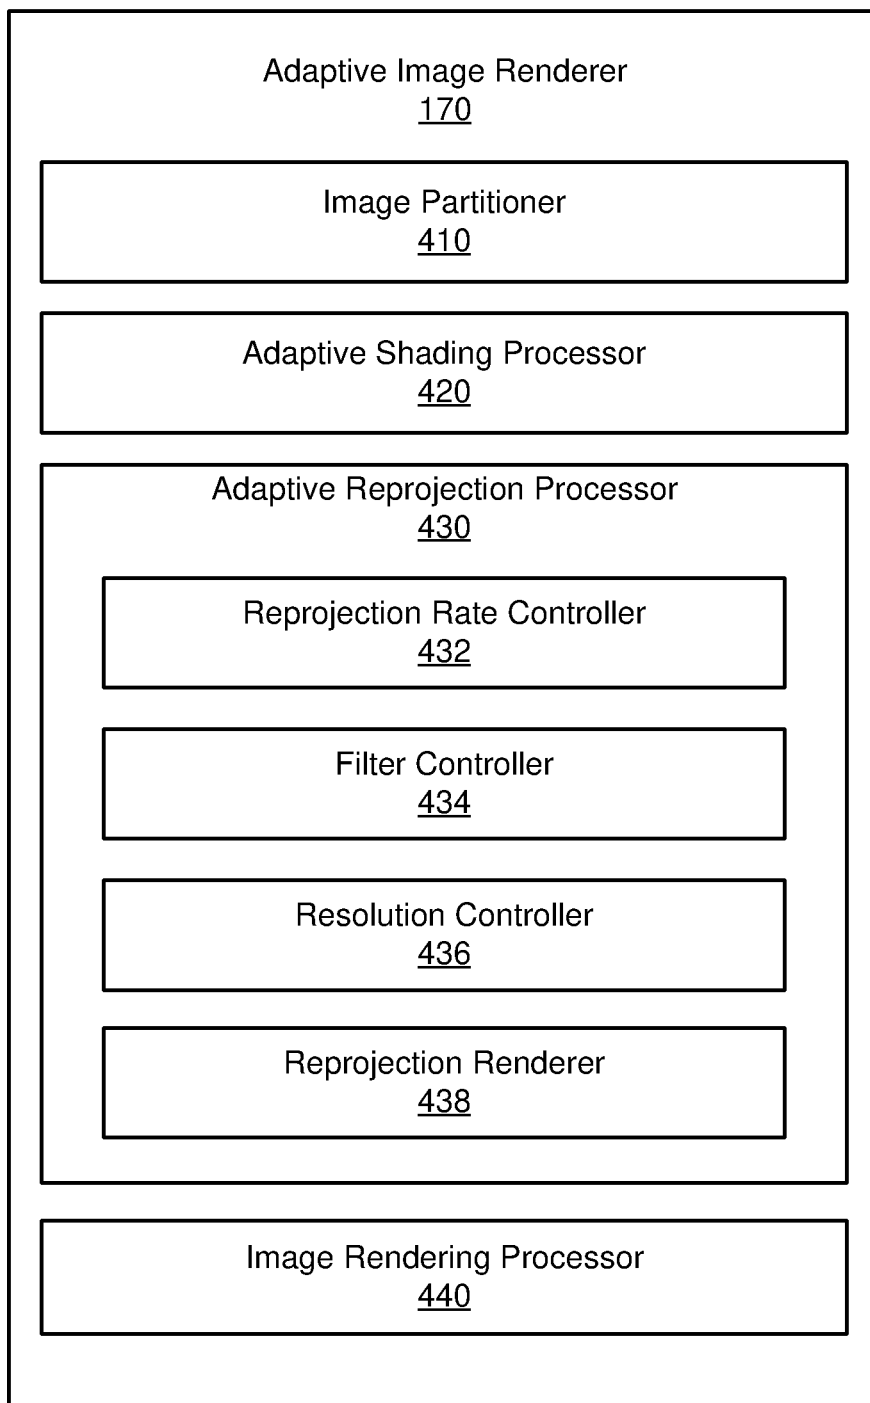 Adaptive Image Renderer
170
Image Partitioner
410
Adaptive Shading Processor
420
Adaptive Reprojection Processor
430
Reprojection Rate Controller
432
Filter Controller
434
Resolution Controller
436
Reprojection Renderer
438
Image Rendering Processor
440